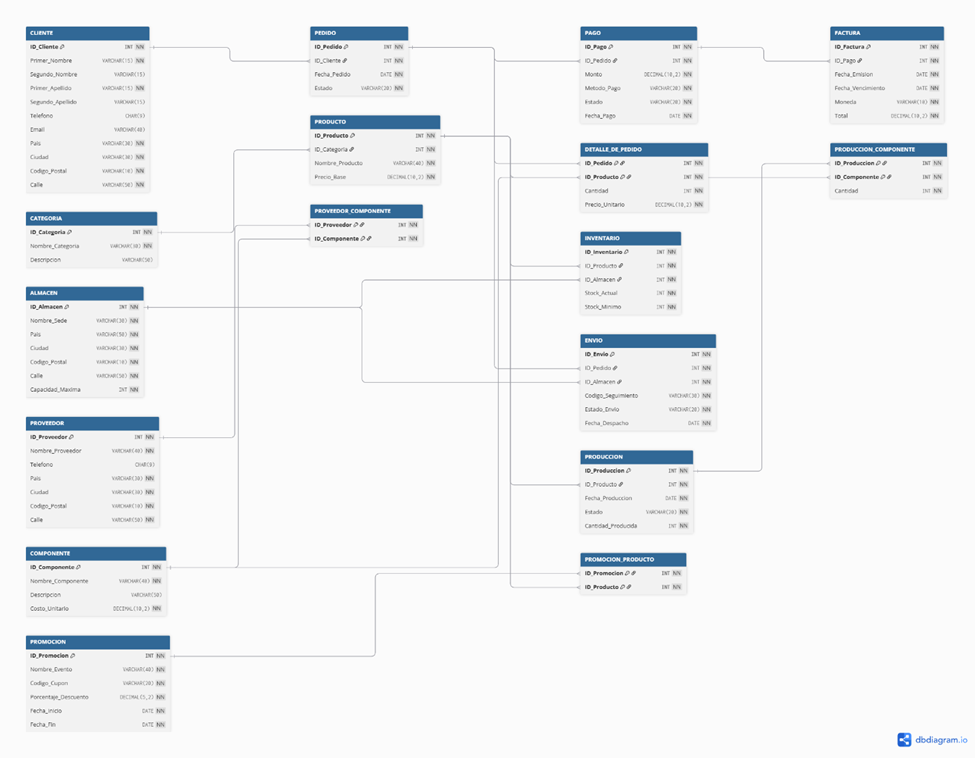 CLIENTE
ID_Cliente INT NN
Primer_Nombre VARCHAR(15) NN
Segundo_Nombre VARCHAR(15)
Primer_Apellido VARCHAR(15) NN
Segundo_Apellido VARCHAR(15)
Telefono CHAR(8)
Email VARCHAR(40)
Pais VARCHAR(30) NN
Ciudad VARCHAR(30) NN
Codigo_Postal VARCHAR(10) NN
Calle VARCHAR(50) NN
CATEGORIA
ID_Categoria INT NN
Nombre_Categoria VARCHAR(30) NN
Descripcion VARCHAR(50)
ALMACEN
ID_Almacen INT NN
Nombre_Sede VARCHAR(30) NN
Pais VARCHAR(50) NN
Ciudad VARCHAR(30) NN
Codigo_Postal VARCHAR(10) NN
Calle VARCHAR(50) NN
Capacidad_Maxima INT NN
PROVEEDOR
ID_Proveedor INT NN
Nombre_Proveedor VARCHAR(40) NN
Telefono CHAR(8)
Pais VARCHAR(30) NN
Ciudad VARCHAR(30) NN
Codigo_Postal VARCHAR(10) NN
Calle VARCHAR(50) NN
COMPONENTE
ID_Componente INT NN
Nombre_Componente VARCHAR(40) NN
Descripcion VARCHAR(50)
Costo_Unitario DECIMAL(10,2) NN
PROMOCION
ID_Promocion INT NN
Nombre_Evento VARCHAR(40) NN
Codigo_Cupon VARCHAR(20) NN
Porcentaje_Descuento DECIMAL(5,2) NN
Fecha_Inicio DATE NN
Fecha_Fin DATE NN
PEDIDO
ID_Pedido INT NN
ID_Cliente INT NN
Fecha_Pedido DATE NN
Estado VARCHAR(20) NN
PRODUCTO
ID_Producto INT NN
ID_Categoria INT NN
Nombre_Producto VARCHAR(40) NN
Precio_Base DECIMAL(10,2) NN
PROVEEDOR_COMPONENTE
ID_Proveedor INT NN
ID_Componente INT NN
PAGO
ID_Pago INT NN
ID_Pedido INT NN
Monto DECIMAL(10,2) NN
Metodo_Pago VARCHAR(30) NN
Estado VARCHAR(20) NN
Fecha_Pago DATE NN
DETALLE_DE_PEDIDO
ID_Pedido INT NN
ID_Producto INT NN
Cantidad INT NN
Precio_Unitario DECIMAL(10,2) NN
INVENTARIO
ID_Inventario INT NN
ID_Producto INT NN
ID_Almacen INT NN
Stock_Actual INT NN
Stock_Minimo INT NN
ENVIO
ID_Envio INT NN
ID_Pedido INT NN
ID_Almacen INT NN
Codigo_Seguimiento VARCHAR(30) NN
Estado_Envio VARCHAR(20) NN
Fecha_Despacho DATE NN
PRODUCCION
ID_Produccion INT NN
ID_Producto INT NN
Fecha_Produccion DATE NN
Estado VARCHAR(20) NN
Cantidad_Producida INT NN
PROMOCION_PRODUCTO
ID_Promocion INT NN
ID_Producto INT NN
FACTURA
ID_Factura INT NN
ID_Pago INT NN
Fecha_Emision DATE NN
Fecha_Vencimiento DATE NN
Moneda VARCHAR(10) NN
Total DECIMAL(10,2) NN
PRODUCCION_COMPONENTE
ID_Produccion INT NN
ID_Componente INT NN
Cantidad INT NN
dbdiagram.io